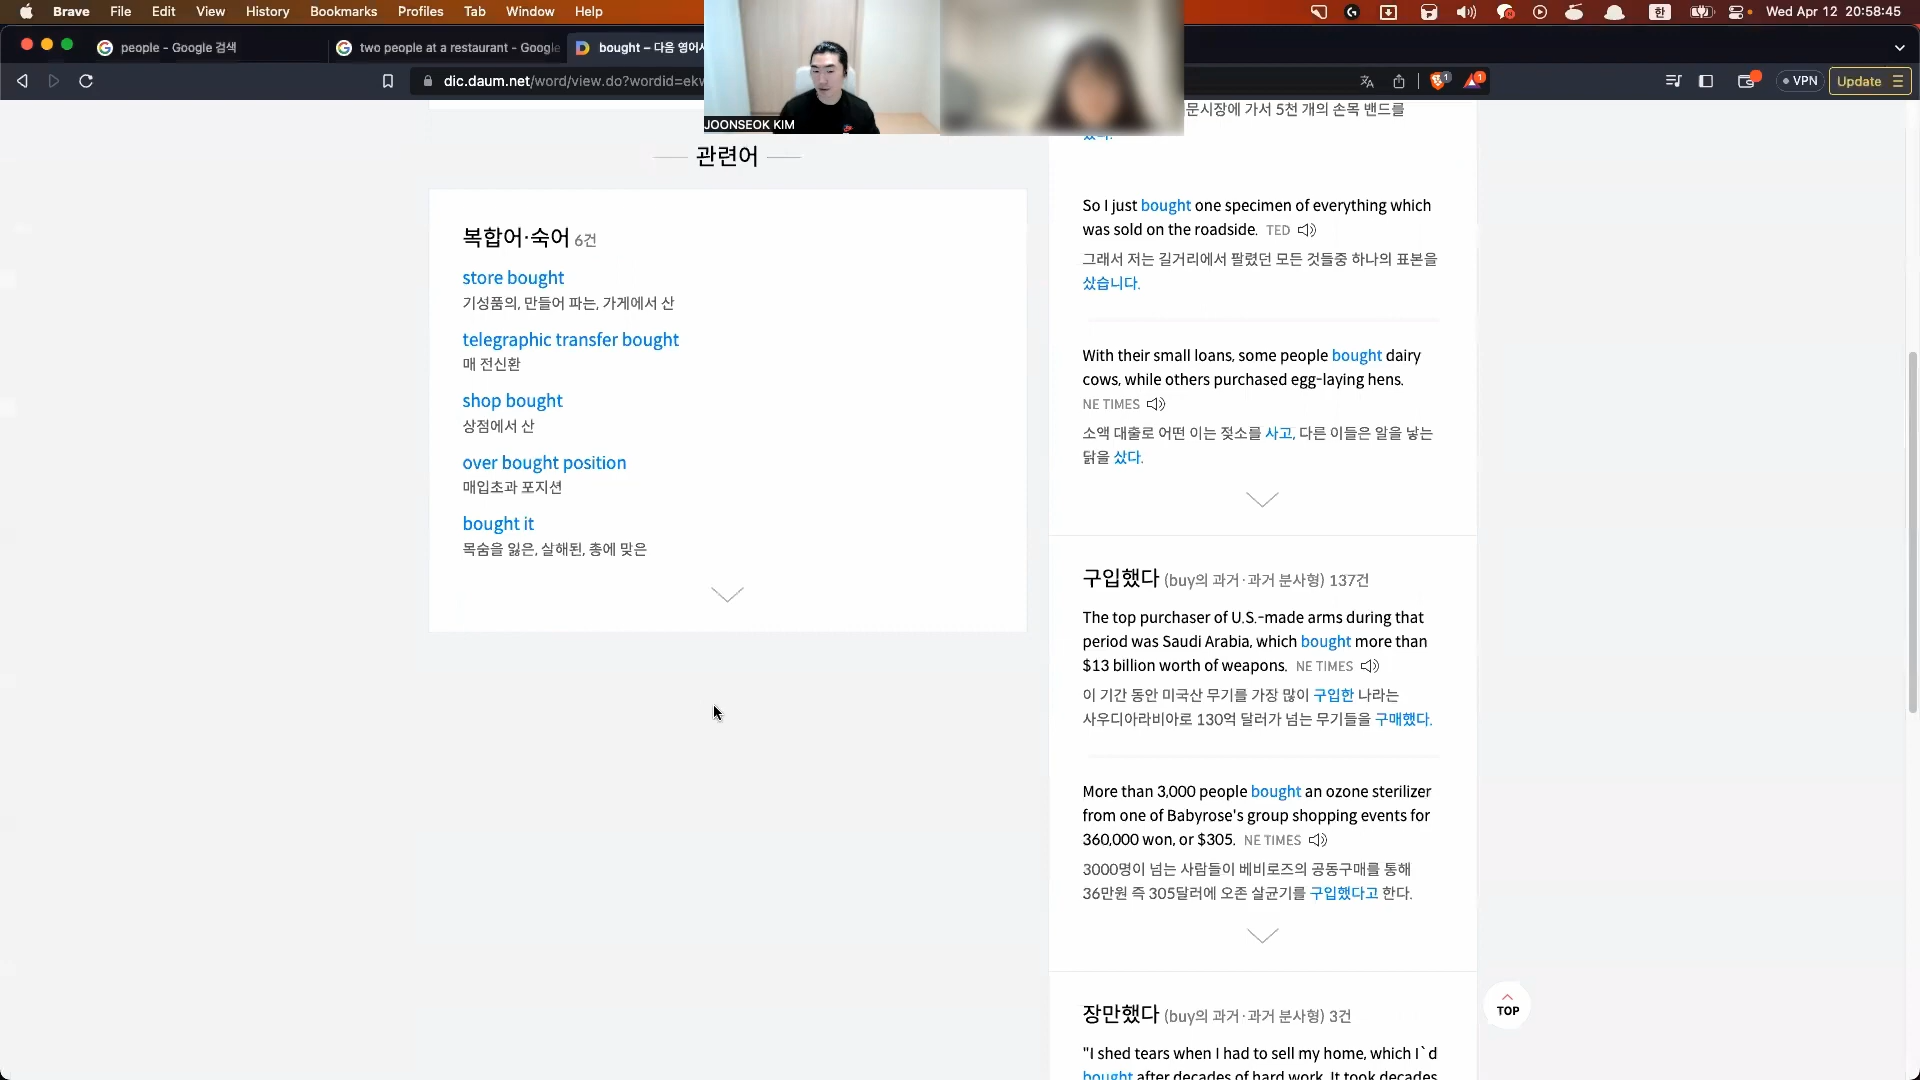 Brave File Edit View History Bookmarks Profiles Tab Window Help
한 Wed Apr 12 20:58:45
people - Google 검색
two people at a restaurant - Google
bought – 다음 영어사
dic.daum.net/word/view.do?wordid=ekw
1
1
VPN
Update
JOONSEOK KIM
관련어
복합어·숙어 6건
store bought
기성품의, 만들어 파는, 가게에서 산
telegraphic transfer bought
매 전신환
shop bought
상점에서 산
over bought position
매입초과 포지션
bought it
목숨을 잃은, 살해된, 총에 맞은
문시장에 가서 5천 개의 손목 밴드를
샀다.
So I just bought one specimen of everything which
was sold on the roadside. TED
그래서 저는 길거리에서 팔렸던 모든 것들중 하나의 표본을
샀습니다.
With their small loans, some people bought dairy
cows, while others purchased egg-laying hens.
NE TIMES
소액 대출로 어떤 이는 젖소를 사고, 다른 이들은 알을 낳는
닭을 샀다.
구입했다 (buy의 과거·과거 분사형) 137건
The top purchaser of U.S.-made arms during that
period was Saudi Arabia, which bought more than
$13 billion worth of weapons. NE TIMES
이 기간 동안 미국산 무기를 가장 많이 구입한 나라는
사우디아라비아로 130억 달러가 넘는 무기들을 구매했다.
More than 3,000 people bought an ozone sterilizer
from one of Babyrose's group shopping events for
360,000 won, or $305. NE TIMES
3000명이 넘는 사람들이 베비로즈의 공동구매를 통해
36만원 즉 305달러에 오존 살균기를 구입했다고 한다.
장만했다 (buy의 과거·과거 분사형) 3건
"I shed tears when I had to sell my home, which I`d
bought after decades of hard work. It took decades
TOP